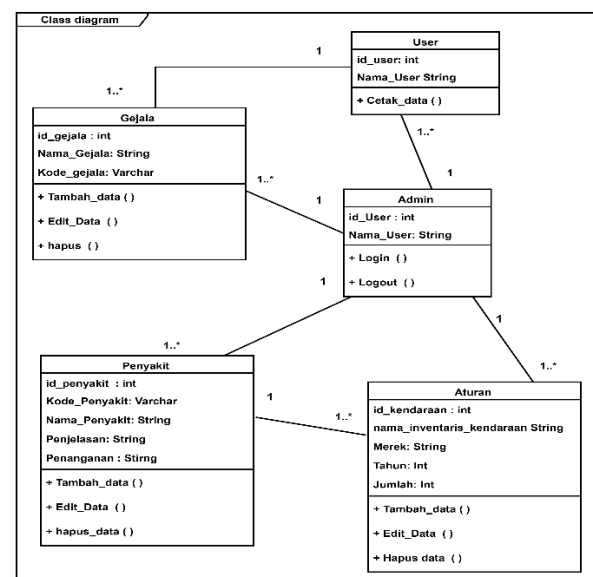 Class diagram
User
id_user: int
Nama_User String
+ Cetak_data ( )
1
1..*
Gejala
id_gejala : int
Nama_Gejala: String
Kode_gejala: Varchar
+ Tambah_data ( )
+ Edit_Data ( )
+ hapus ( )
1..*
1
1..*
1
Admin
id_User : int
Nama_User: String
+ Login ( )
+ Logout ( )
1
1..*
1
1..*
Penyakit
id_penyakit : int
Kode_Penyakit: Varchar
Nama_Penyakit: String
Penjelasan: String
Penanganan : Stirng
+ Tambah_data ( )
+ Edit_Data ( )
+ hapus_data ( )
1
1..*
Aturan
id_kendaraan : int
nama_inventaris_kendaraan String
Merek: String
Tahun: Int
Jumlah: Int
+ Tambah_data ( )
+ Edit_Data ( )
+ Hapus data ( )